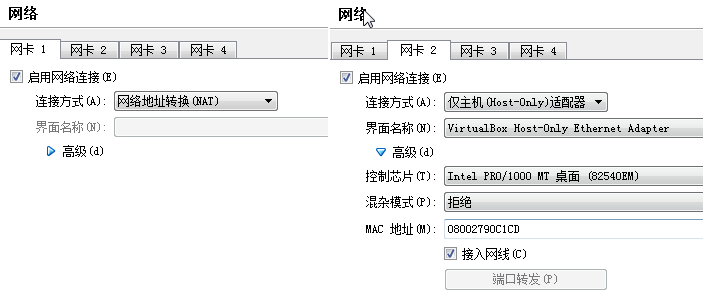 网络
网卡 1 网卡 2 网卡 3 网卡 4
启用网络连接(E)
连接方式(A): 网络地址转换(NAT)
界面名称(N):
高级(d)
网络
网卡 1 网卡 2 网卡 3 网卡 4
启用网络连接(E)
连接方式(A): 仅主机(Host-Only)适配器
界面名称(N): VirtualBox Host-Only Ethernet Adapter
高级(d)
控制芯片(T): Intel PRO/1000 MT 桌面 (82540EM)
混杂模式(P): 拒绝
MAC 地址(M): 08002790C1CD
接入网线(C)
端口转发(P)